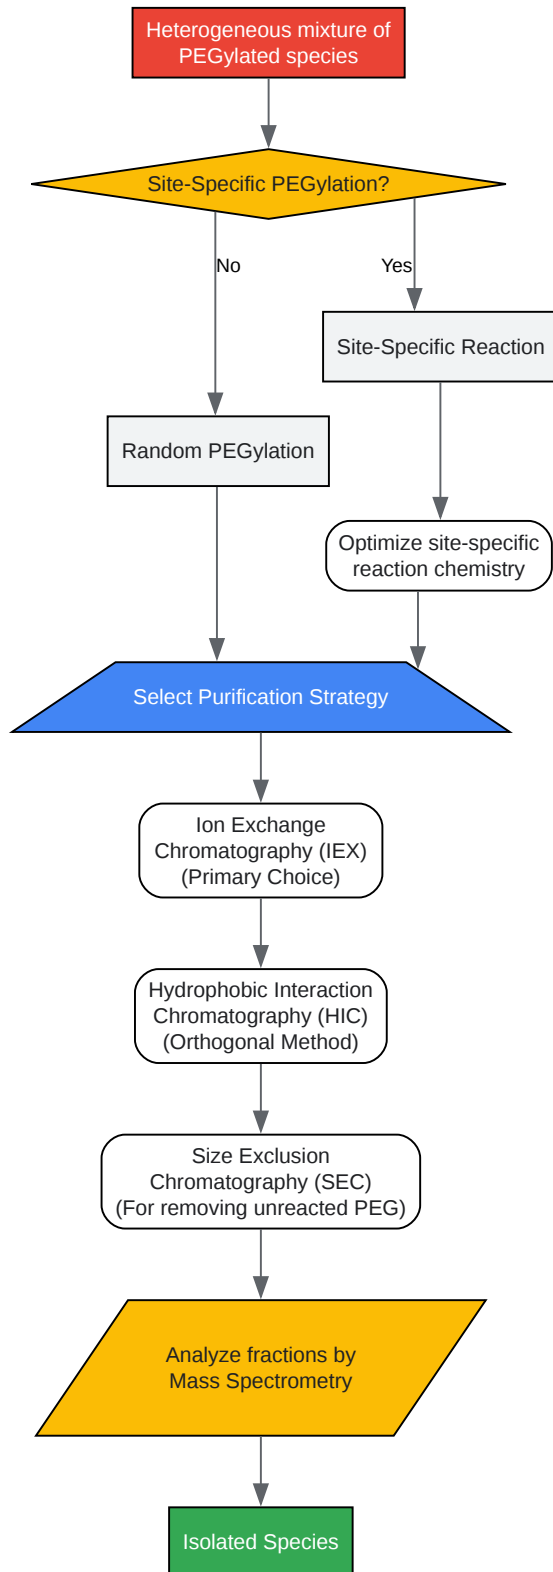 Heterogeneous mixture of
PEGylated species
Site-Specific PEGylation?
No
Yes
Site-Specific Reaction
Random PEGylation
Optimize site-specific
reaction chemistry
Select Purification Strategy
Ion Exchange
Chromatography (IEX)
(Primary Choice)
Hydrophobic Interaction
Chromatography (HIC)
(Orthogonal Method)
Size Exclusion
Chromatography (SEC)
(For removing unreacted PEG)
Analyze fractions by
Mass Spectrometry
Isolated Species